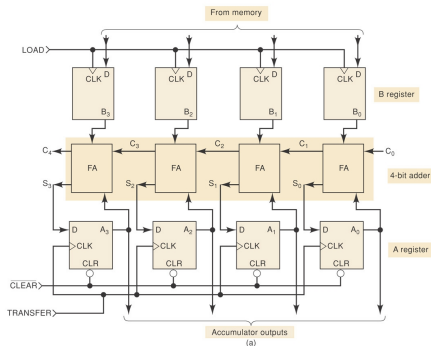 From memory
LOAD
D D D D
CLK CLK CLK CLK
B register
B₃ B₂ B₁ B₀
C₄ C₃ C₂ C₁ C₀
FA FA FA FA
4-bit adder
S₃ S₂ S₁ S₀
D A₃ D A₂ D A₁ D A₀
A register
CLK CLK CLK CLK
CLR CLR CLR CLR
CLEAR
TRANSFER
Accumulator outputs
(a)